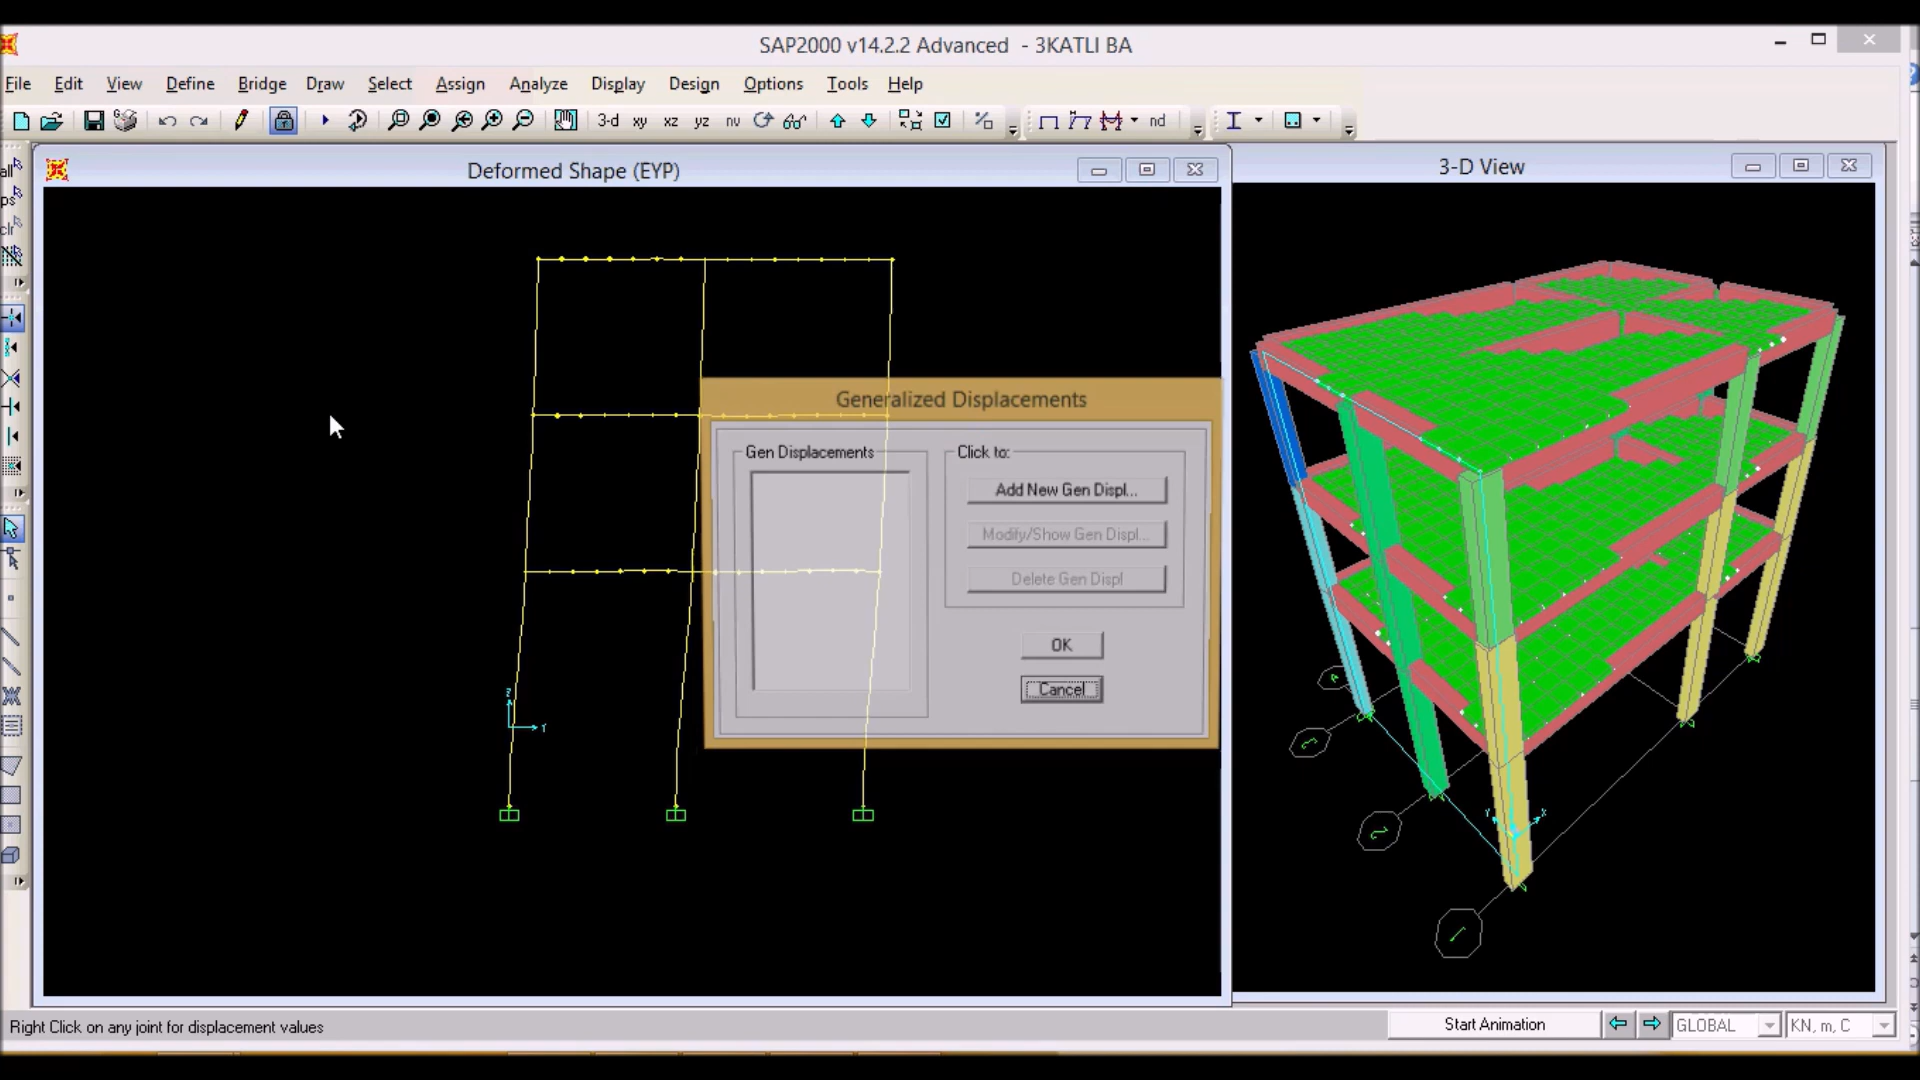 SAP2000 v14.2.2 Advanced - 3KATLI BA
File Edit View Define Bridge Draw Select Assign Analyze Display Design Options Tools Help
3-d xy xz yz nv nd
all
ps
clr
Deformed Shape (EYP)
3-D View
Generalized Displacements
Gen Displacements
Click to:
Add New Gen Displ...
Modify/Show Gen Displ...
Delete Gen Displ
OK
Cancel
Z
Y
Y
X
Right Click on any joint for displacement values
Start Animation
GLOBAL
KN, m, C